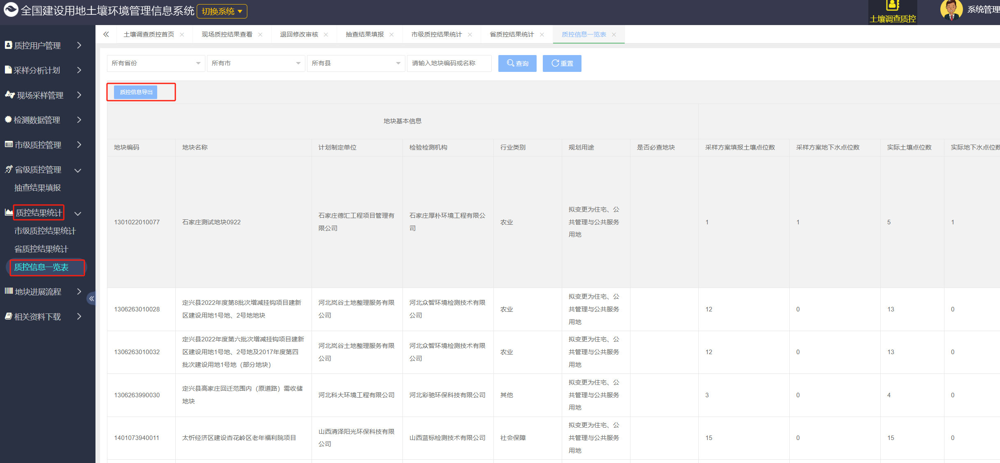 全国建设用地土壤环境管理信息系统
切换系统
土壤调查质控
系统管理
质控用户管理
采样分析计划
现场采样管理
检测数据管理
市级质控管理
省级质控管理
抽查结果填报
质控结果统计
市级质控结果统计
省质控结果统计
质控信息一览表
地块进展流程
相关资料下载
土壤调查质控首页
现场质控结果查看
退回修改审核
抽查结果填报
市级质控结果统计
省质控结果统计
质控信息一览表
所有省份
所有市
所有县
请输入地块编码或名称
查询
重置
质控信息导出
地块基本信息
地块编码
地块名称
计划制定单位
检验检测机构
行业类别
规划用途
是否必查地块
采样方案填报土壤点位数
采样方案地下水点位数
实际土壤点位数
实际地下水点位数
1301022010077
石家庄测试地块0922
石家庄德汇工程项目管理有
限公司
石家庄厚朴环境工程有限公
司
农业
拟变更为住宅、公
共管理与公共服务
用地
1
1
5
1
1306263010028
定兴县2022年度第8批次增减挂钩项目建新
区建设用地1号地、2号地地块
河北岚谷土地整理服务有限
公司
河北众智环境检测技术有限
公司
农业
拟变更为住宅、公
共管理与公共服务
用地
12
0
13
0
1306263010032
定兴县2022年度第六批次增减挂钩项目建新
区建设用地1号地、2号地及2017年度第四
批次建设用地1号地（部分地块）
河北岚谷土地整理服务有限
公司
河北众智环境检测技术有限
公司
农业
拟变更为住宅、公
共管理与公共服务
用地
12
0
13
0
1306263990030
定兴县高家庄回迁范围内（原道路）需收储
地块
河北科大环境工程有限公司
河北彩驰环保科技有限公司
其他
拟变更为住宅、公
共管理与公共服务
用地
3
0
4
0
1401073940011
太忻经济区建设杏花岭区老年福利院项目
山西清泽阳光环保科技有限
公司
山西蓝标检测技术有限公司
社会保障
拟变更为住宅、公
共管理与公共服务
用地
15
0
15
0